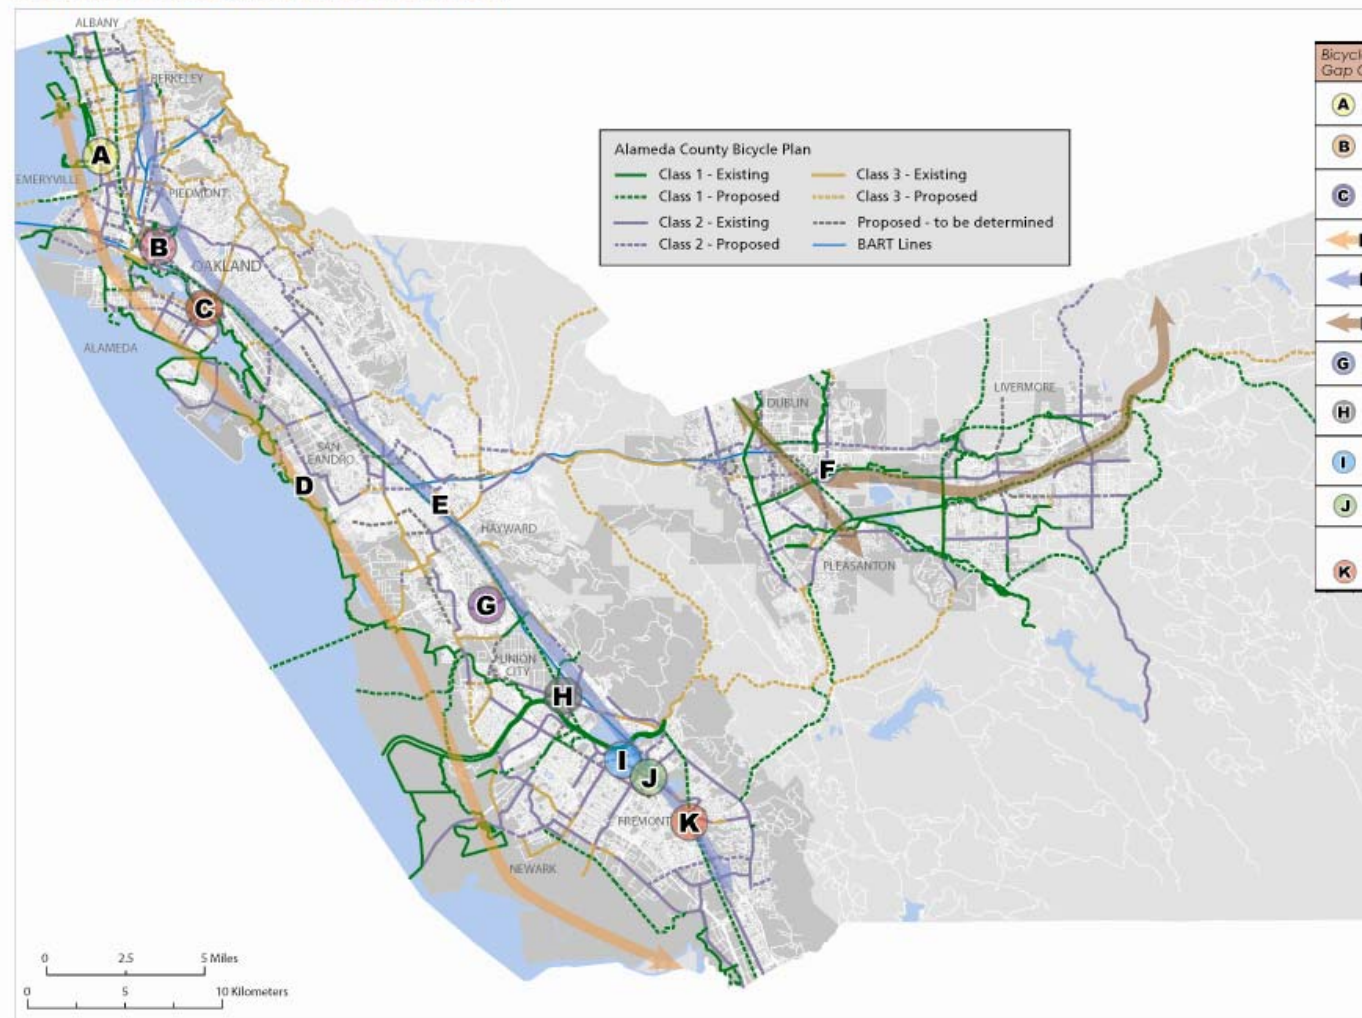 ALBANY
BERKELEY
A
EMERYVILLE
PIEDMONT
B
OAKLAND
C
ALAMEDA
SAN
LEANDRO
D
E
HAYWARD
G
UNION
CITY
H
I
J
FREMONT
K
NEWARK
DUBLIN
F
PLEASANTON
LIVERMORE
Alameda County Bicycle Plan
Class 1 - Existing
Class 1 - Proposed
Class 2 - Existing
Class 2 - Proposed
Class 3 - Existing
Class 3 - Proposed
Proposed - to be determined
BART Lines
Gap
A
B
C
G
H
I
J
K
0 2.5 5 Miles
0 5 10 Kilometers